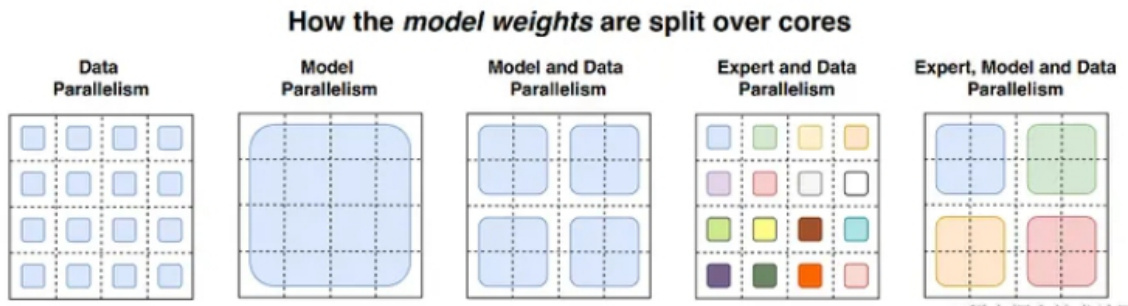 How the model weights are split over cores
Data
Parallelism
Model
Parallelism
Model and Data
Parallelism
Expert and Data
Parallelism
Expert, Model and Data
Parallelism